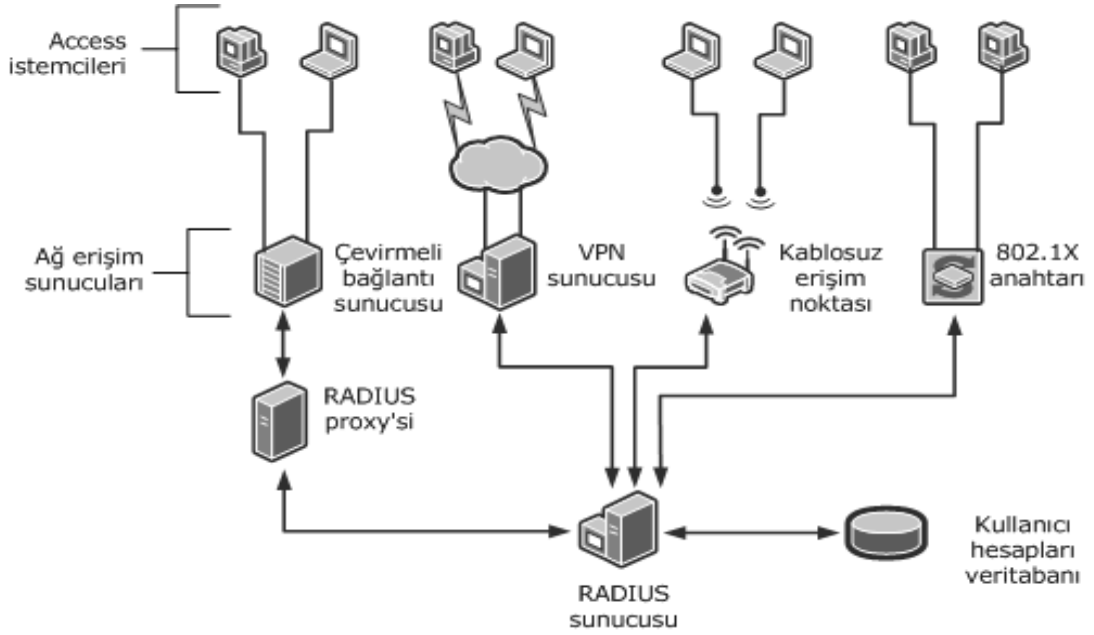 Access
istemcileri
Ağ erişim
sunucuları
Çevirmeli
bağlantı
sunucusu
VPN
sunucusu
Kablosuz
erişim
noktası
802.1X
anahtarı
RADIUS
proxy'si
RADIUS
sunucusu
Kullanıcı
hesapları
veritabanı